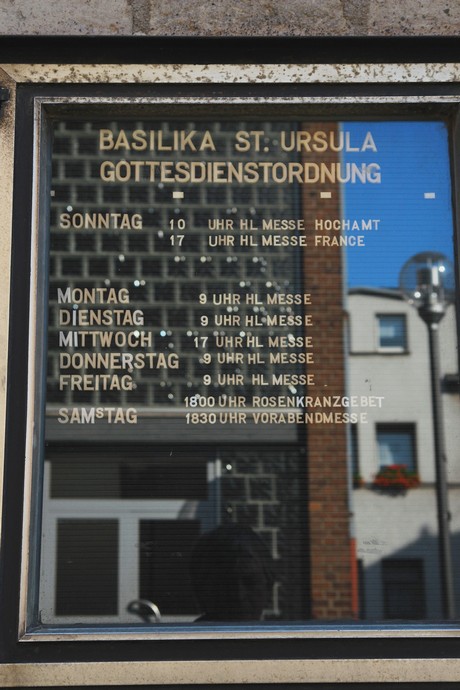 BASILIKA ST. URSULA
GOTTESDIENSTORDNUNG
SONNTAG 10 UHR HL MESSE HOCHAMT
17 UHR HL MESSE FRANCE
MONTAG 9 UHR HL MESSE
DIENSTAG 9 UHR HL MESSE
MITTWOCH 17 UHR HL MESSE
DONNERSTAG 9 UHR HL MESSE
FREITAG 9 UHR HL MESSE
1800 UHR ROSENKRANZGEBET
SAMSTAG 1830 UHR VORABENDMESSE